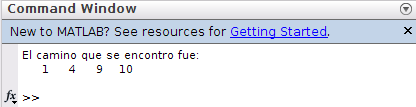 Command Window
New to MATLAB? See resources for Getting Started.
El camino que se encontro fue:
1 4 9 10
fx >>